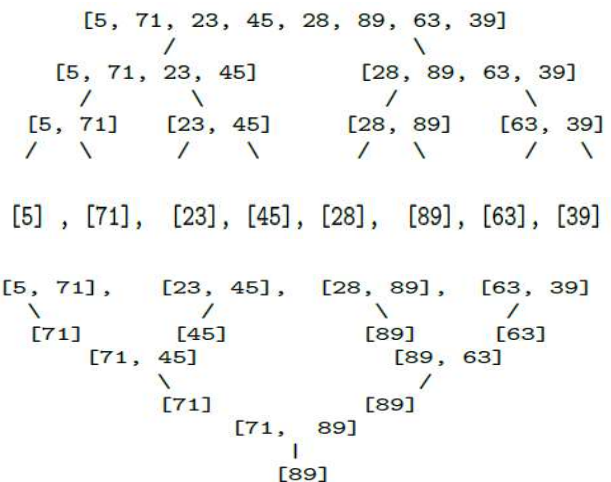 [5, 71, 23, 45, 28, 89, 63, 39]
/ \
[5, 71, 23, 45] [28, 89, 63, 39]
/ \ / \
[5, 71] [23, 45] [28, 89] [63, 39]
/ \ / \ / \ / \
[5] , [71], [23], [45], [28], [89], [63], [39]
[5, 71], [23, 45], [28, 89], [63, 39]
\ / \ /
[71] [45] [89] [63]
[71, 45] [89, 63]
\ /
[71] [89]
[71, 89]
|
[89]